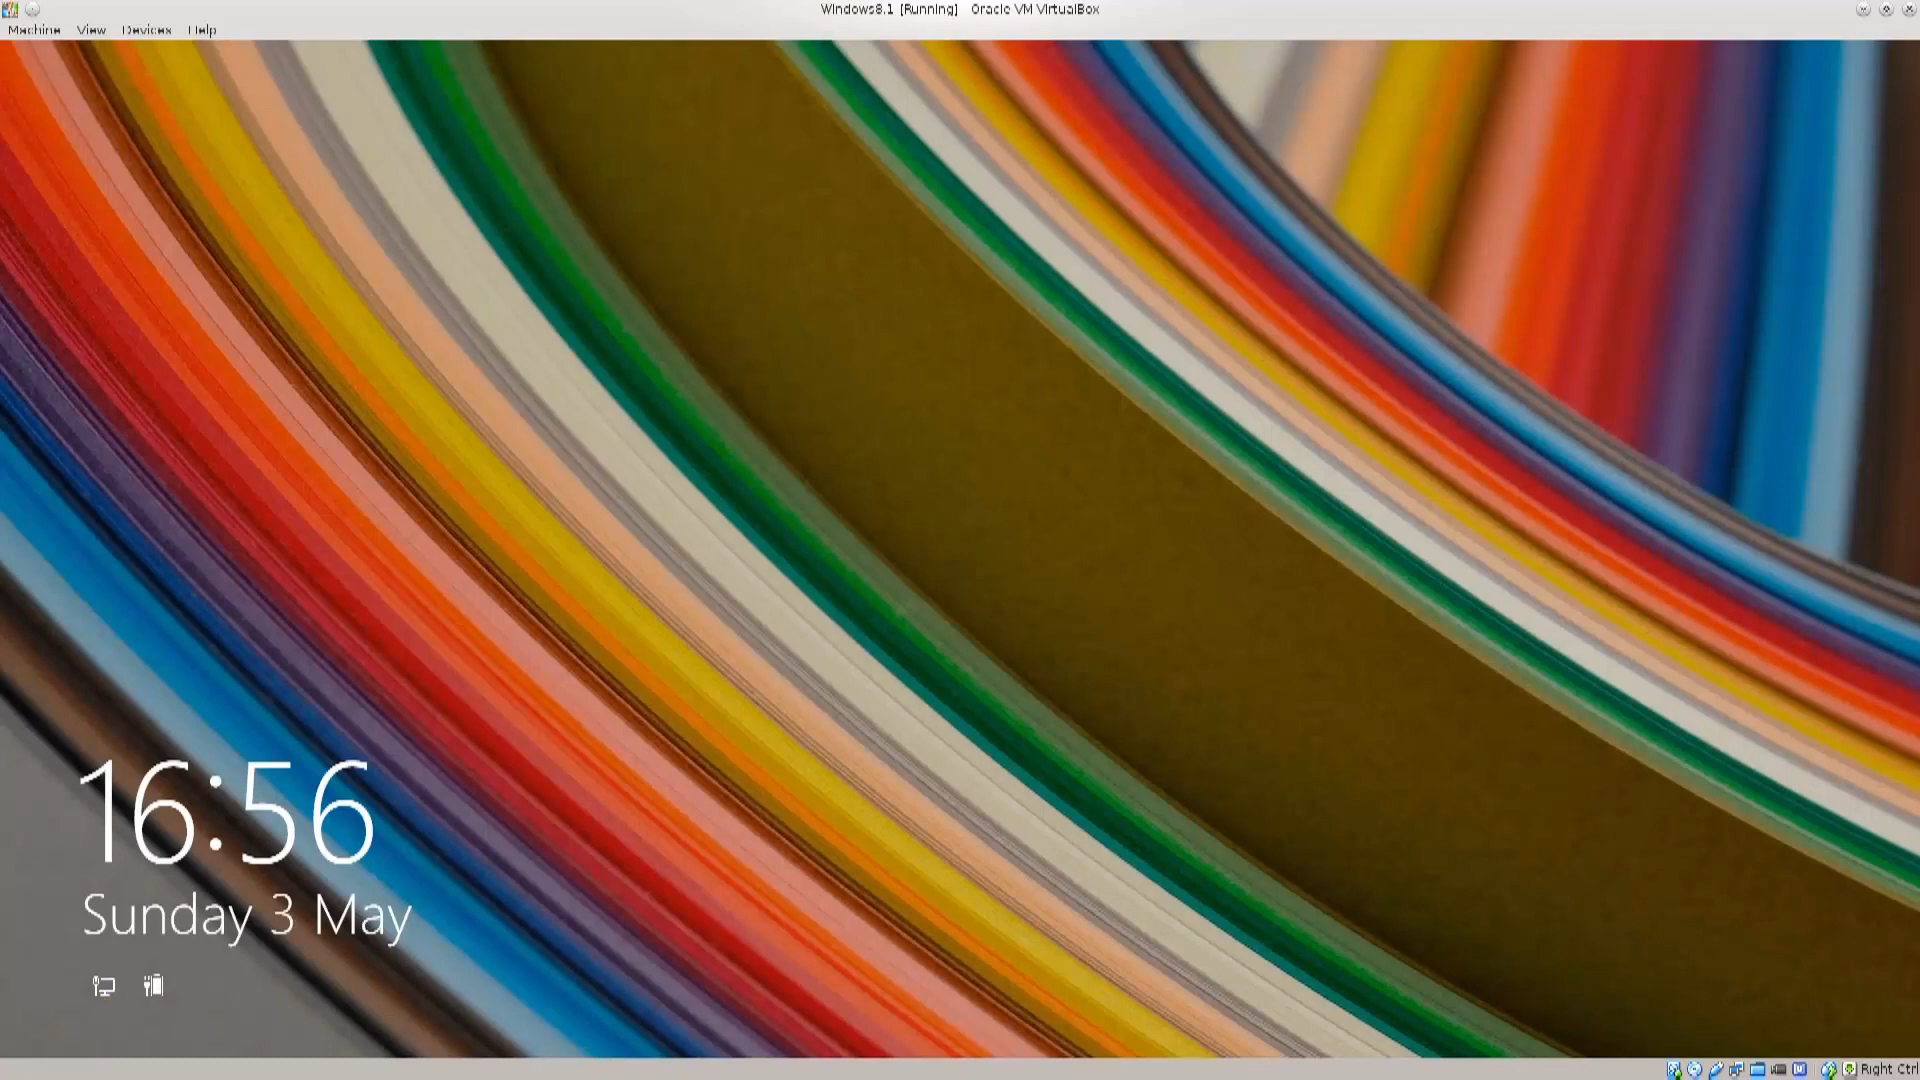 Windows8.1 [Running] Oracle VM VirtualBox
Machine View Devices Help
16:56
Sunday 3 May
Right Ctrl